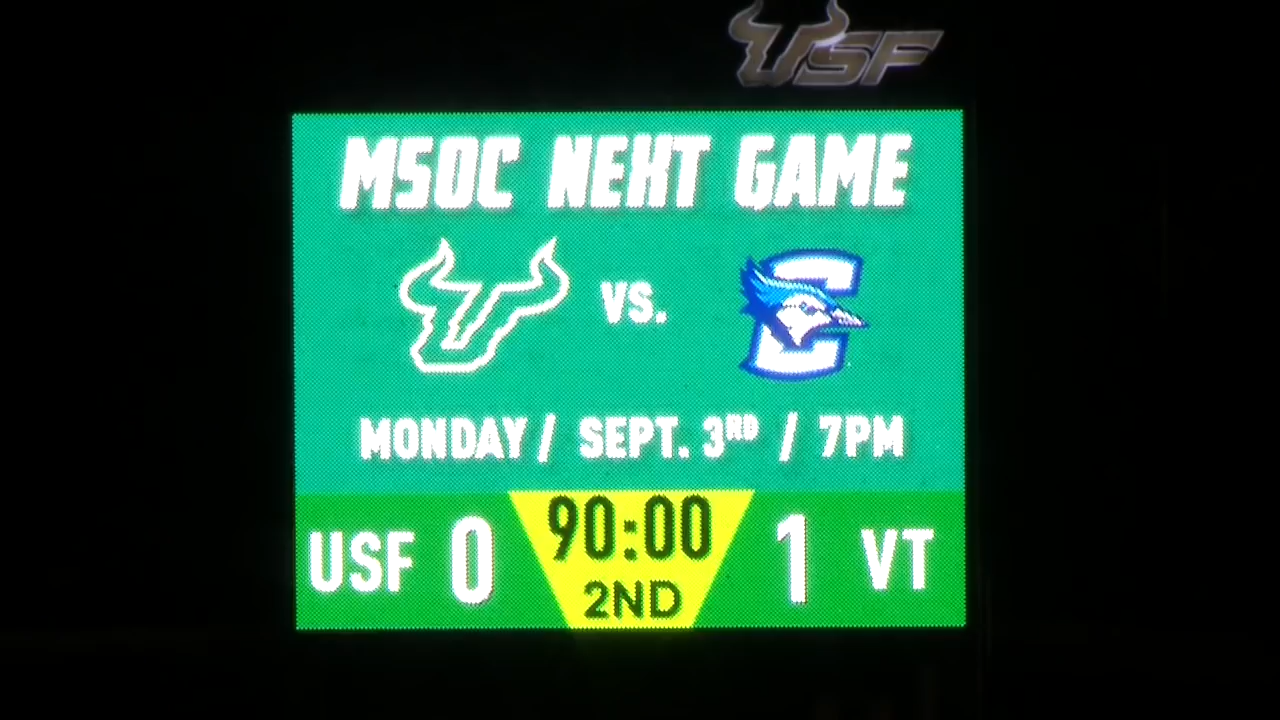 USF
MSOC NEXT GAME
VS.
MONDAY / SEPT. 3RD / 7PM
USF 0 90:00 1 VT
2ND